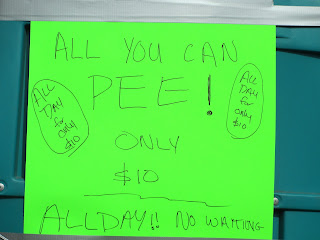 ALL YOU CAN
PEE!
ALL
DAY
for
only
$10
ALL
DAY
for
only
$10
ONLY
$10
ALLDAY!! NO WAITING